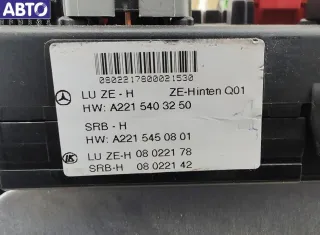 АВТО
0802217800021530
LU ZE - H ZE-Hinten Q01
HW: A221 540 32 50
SRB - H
HW: A221 545 08 01
LU ZE-H 08 0221 78
SRB-H 08 0221 42